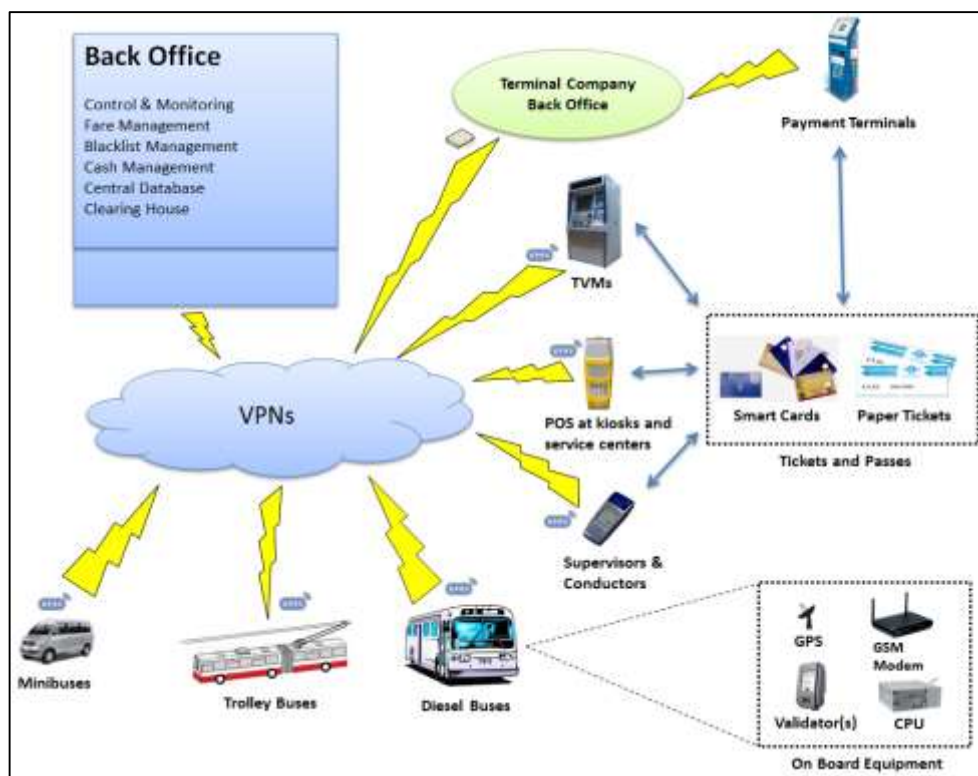 Back Office
Control & Monitoring
Fare Management
Blacklist Management
Cash Management
Central Database
Clearing House
Terminal Company
Back Office
Payment Terminals
TVMs
VPNs
POS at kiosks and
service centers
Smart Cards
Paper Tickets
Tickets and Passes
Supervisors &
Conductors
Minibuses
Trolley Buses
Diesel Buses
GPS
GSM
Modem
Validator(s)
CPU
On Board Equipment